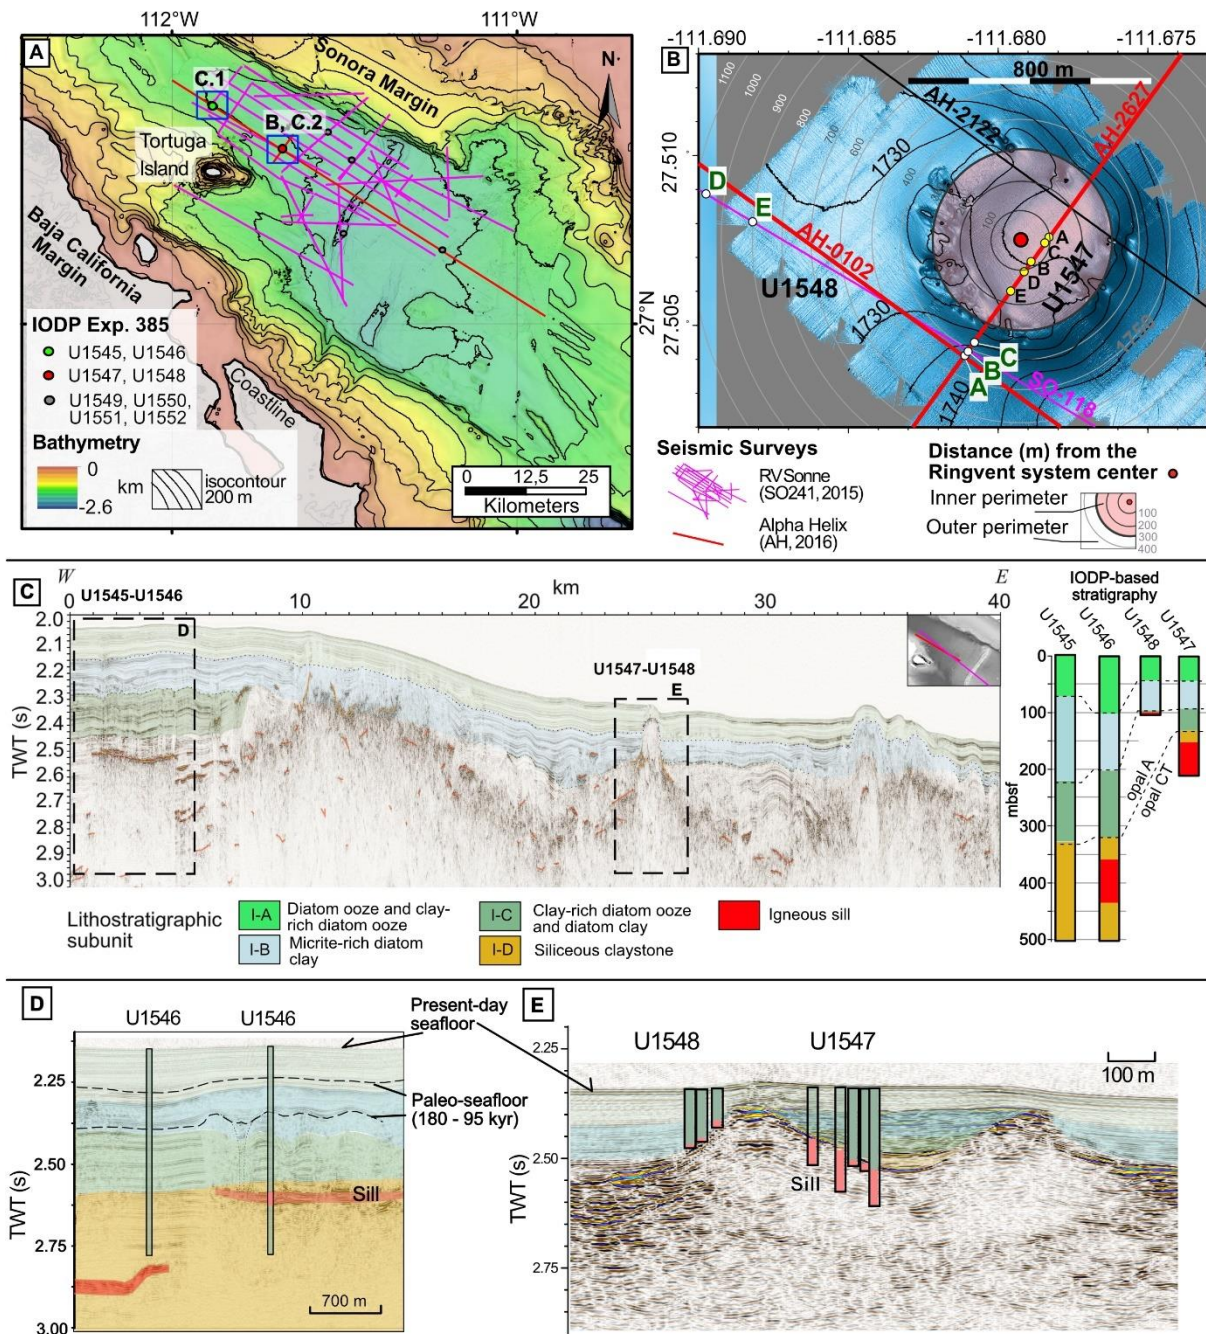 112°W
111°W
A
Sonora Margin
N
C.1
B, C.2
Tortuga
Island
Baja California
Margin
27°N
IODP Exp. 385
U1545, U1546
U1547, U1548
U1549, U1550,
U1551, U1552
Coastline
Bathymetry
0
km
-2.6
isocontour
200 m
0 12,5 25
Kilometers
-111.690
-111.685
-111.680
-111.675
B
1100
1000
900
800
700
600
400
100
800 m
AH-2627
27.510
27.505
1730
D
E
AH-0102
U1548
A
C
B
D
E
U1547
1730
1740
C
B
A
SO-118
Seismic Surveys
RVSonne
(SO241, 2015)
Alpha Helix
(AH, 2016)
Distance (m) from the
Ringvent system center
Inner perimeter
Outer perimeter
100
200
300
400
C
W
E
U1545-U1546
km
0 10 20 30 40
2.0
2.1
2.2
2.3
2.4
2.5
2.6
2.7
2.8
2.9
3.0
TWT (s)
D
U1547-U1548
E
IODP-based
stratigraphy
U1545
U1546
U1548
U1547
0
100
200
300
400
500
mbsf
opal A
opal CT
Lithostratigraphic
subunit
I-A
Diatom ooze and clay-
rich diatom ooze
I-B
Micrite-rich diatom
clay
I-C
Clay-rich diatom ooze
and diatom clay
I-D
Siliceous claystone
Igneous sill
D
U1546
U1546
Present-day
seafloor
Paleo-seafloor
(180 - 95 kyr)
2.25
2.50
2.75
3.00
TWT (s)
Sill
700 m
E
U1548
U1547
100 m
2.25
2.50
2.75
TWT (s)
Sill